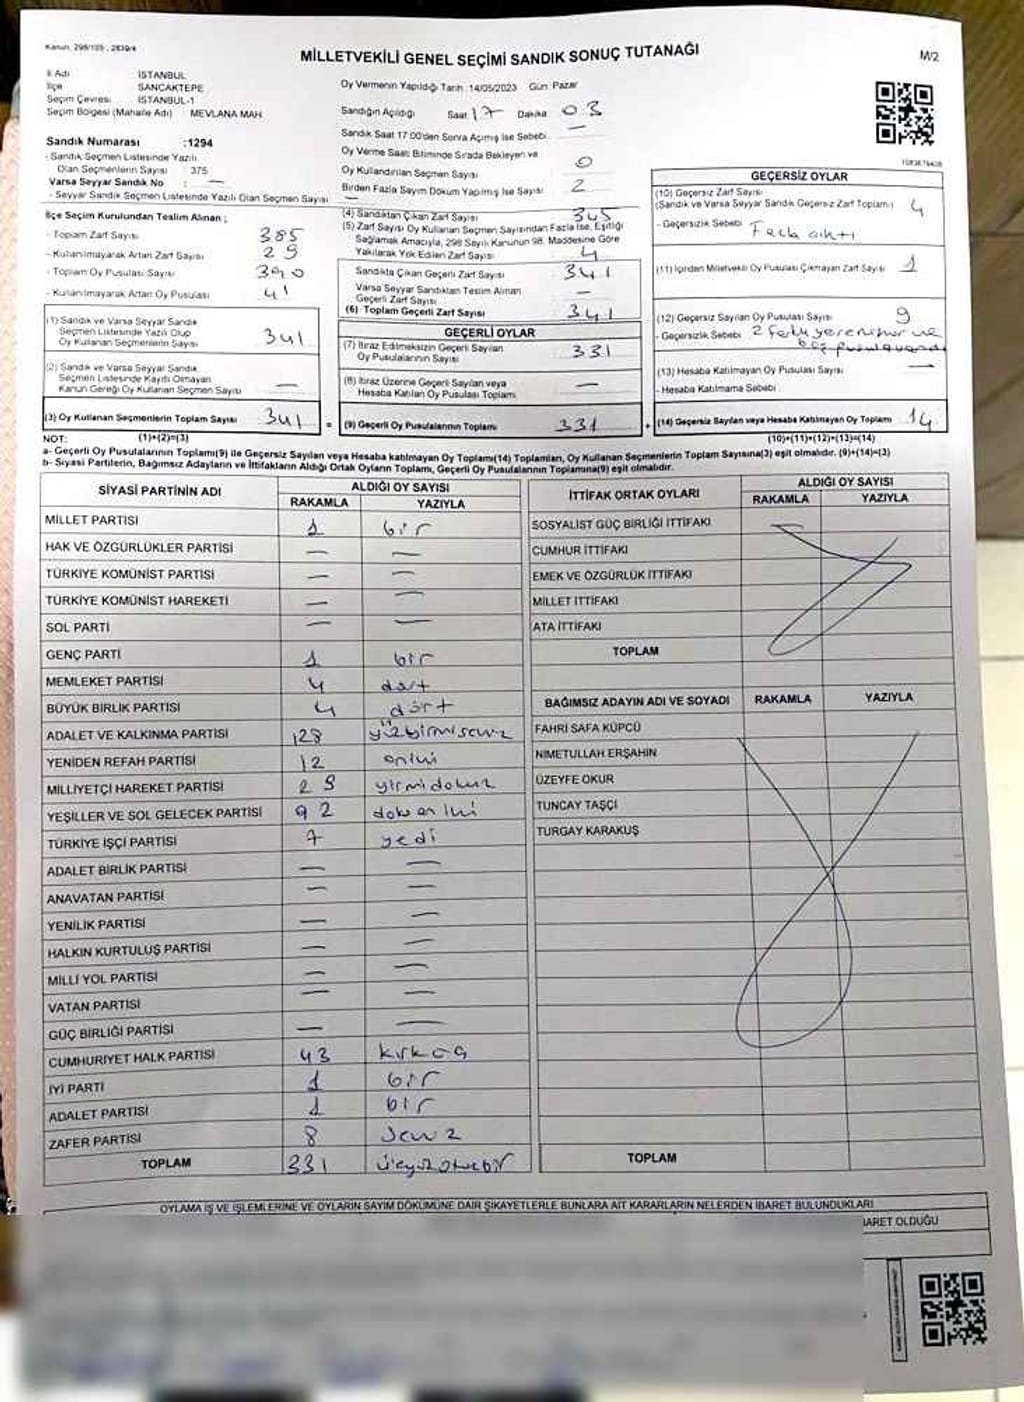 Kanun, 298/105 , 2839/4
MİLLETVEKİLİ GENEL SEÇİMİ SANDIK SONUÇ TUTANAĞI
M/2
İl Adı İSTANBUL
İlçe SANCAKTEPE
Seçim Çevresi İSTANBUL-1
Seçim Bölgesi (Mahalle Adı) MEVLANA MAH.
Sandık Numarası :1294
- Sandık Seçmen Listesinde Yazılı
Olan Seçmenlerin Sayısı : 375
Varsa Seyyar Sandık No : —
- Seyyar Sandık Seçmen Listesinde Yazılı Olan Seçmen Sayısı : —
Oy Vermenin Yapıldığı Tarih :14/05/2023 Gün: Pazar
Sandığın Açıldığı Saat 17 Dakika 03
Sandık Saat 17:00'den Sonra Açılmış İse Sebebi: —
Oy Verme Saati Bitiminde Sırada Bekleyen ve
Oy Kullandırılan Seçmen Sayısı 0
Birden Fazla Sayım Döküm Yapılmış İse Sayısı : 2
İlçe Seçim Kurulundan Teslim Alınan ;
- Toplam Zarf Sayısı 385
- Kullanılmayarak Artan Zarf Sayısı 29
- Toplam Oy Pusulası Sayısı 390
- Kullanılmayarak Artan Oy Pusulası 41
(4) Sandıktan Çıkan Zarf Sayısı 345
(5) Zarf Sayısı Oy Kullanan Seçmen Sayısından Fazla İse, Eşitliği
Sağlamak Amacıyla, 298 Sayılı Kanunun 98. Maddesine Göre
Yakılarak Yok Edilen Zarf Sayısı : 4
Sandıkta Çıkan Geçerli Zarf Sayısı 341
Varsa Seyyar Sandıktan Teslim Alınan
Geçerli Zarf Sayısı —
(6) Toplam Geçerli Zarf Sayısı 341
GEÇERSİZ OYLAR
(10) Geçersiz Zarf Sayısı
(Sandık ve Varsa Seyyar Sandık Geçersiz Zarf Toplamı) 4
- Geçersizlik Sebebi : Fazla çıktı
(11) İçinden Milletvekili Oy Pusulası Çıkmayan Zarf Sayısı 1
(12) Geçersiz Sayılan Oy Pusulası Sayısı 9
- Geçersizlik Sebebi
(13) Hesaba Katılmayan Oy Pusulası Sayısı —
- Hesaba Katılmama Sebebi
(14) Geçersiz Sayılan veya Hesaba Katılmayan Oy Toplamı 14
(1) Sandık ve Varsa Seyyar Sandık
Seçmen Listesinde Yazılı Olup
Oy Kullanan Seçmenlerin Sayısı 341
(2) Sandık ve Varsa Seyyar Sandık
Seçmen Listesinde Kayıtlı Olmayan
Kanun Gereği Oy Kullanan Seçmen Sayısı —
(3) Oy Kullanan Seçmenlerin Toplam Sayısı 341 =
GEÇERLİ OYLAR
(7) İtiraz Edilmeksizin Geçerli Sayılan
Oy Pusulalarının Sayısı 331
(8) İtiraz Üzerine Geçerli Sayılan veya
Hesaba Katılan Oy Pusulası Toplamı —
(9) Geçerli Oy Pusulalarının Toplamı 331 +
NOT: (1)+(2)=(3) (10)+(11)+(12)+(13)=(14)
a- Geçerli Oy Pusulalarının Toplamı(9) ile Geçersiz Sayılan veya Hesaba katılmayan Oy Toplamı(14) Toplamları, Oy Kullanan Seçmenlerin Toplam Sayısına(3) eşit olmalıdır. (9)+(14)=(3)
b- Siyasi Partilerin, Bağımsız Adayların ve İttifakların Aldığı Ortak Oyların Toplamı, Geçerli Oy Pusulasının Toplamına(9) eşit olmalıdır.
SİYASİ PARTİNİN ADI ALDIĞI OY SAYISI
RAKAMLA YAZIYLA
MİLLET PARTİSİ 1 bir
HAK VE ÖZGÜRLÜKLER PARTİSİ — —
TÜRKİYE KOMÜNİST PARTİSİ — —
TÜRKİYE KOMÜNİST HAREKETİ — —
SOL PARTİ — —
GENÇ PARTİ 1 bir
MEMLEKET PARTİSİ 4 dört
BÜYÜK BİRLİK PARTİSİ 4 dört
ADALET VE KALKINMA PARTİSİ 128 yüzyirmisekiz
YENİDEN REFAH PARTİSİ 12 oniki
MİLLİYETÇİ HAREKET PARTİSİ 29 yirmidokuz
YEŞİLLER VE SOL GELECEK PARTİSİ 92 doksaniki
TÜRKİYE İŞÇİ PARTİSİ 7 yedi
ADALET BİRLİK PARTİSİ — —
ANAVATAN PARTİSİ — —
YENİLİK PARTİSİ — —
HALKIN KURTULUŞ PARTİSİ — —
MİLLİ YOL PARTİSİ — —
VATAN PARTİSİ — —
GÜÇ BİRLİĞİ PARTİSİ — —
CUMHURİYET HALK PARTİSİ 43 kırküç
İYİ PARTİ 1 bir
ADALET PARTİSİ 1 bir
ZAFER PARTİSİ 8 sekiz
TOPLAM 331 üçyüzotuzbir
İTTİFAK ORTAK OYLARI ALDIĞI OY SAYISI
RAKAMLA YAZIYLA
SOSYALİST GÜÇ BİRLİĞİ İTTİFAKI
CUMHUR İTTİFAKI
EMEK VE ÖZGÜRLÜK İTTİFAKI
MİLLET İTTİFAKI
ATA İTTİFAKI
TOPLAM
BAĞIMSIZ ADAYIN ADI VE SOYADI RAKAMLA YAZIYLA
FAHRİ SAFA KÜPCÜ
NİMETULLAH ERŞAHİN
ÜZEYFE OKUR
TUNCAY TAŞÇI
TURGAY KARAKUŞ
TOPLAM
OYLAMA İŞ VE İŞLEMLERİNE VE OYLARIN SAYIM DÖKÜMÜNE DAİR ŞİKAYETLERLE BUNLARA AİT KARARLARIN NELERDEN İBARET BULUNDUKLARI
İBARET OLDUĞU